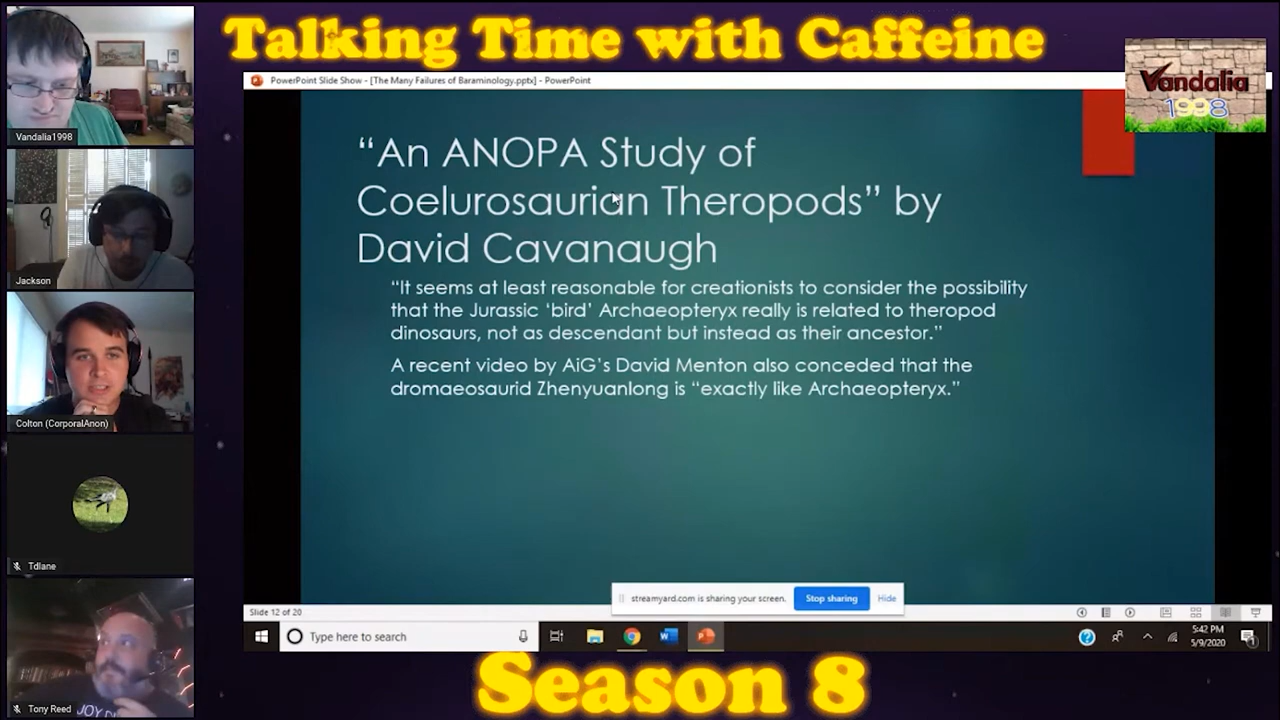 Talking Time with Caffeine
PowerPoint Slide Show - [The Many Failures of Baraminology.pptx] - PowerPoint
Vandalia
1998
Vandalia1998
"An ANOPA Study of
Coelurosaurian Theropods" by
David Cavanaugh
"It seems at least reasonable for creationists to consider the possibility
that the Jurassic 'bird' Archaeopteryx really is related to theropod
dinosaurs, not as descendant but instead as their ancestor."
A recent video by AiG's David Menton also conceded that the
dromaeosaurid Zhenyuanlong is "exactly like Archaeopteryx."
Jackson
Colton (CorporalAnon)
Tdlane
streamyard.com is sharing your screen.
Stop sharing
Hide
Slide 12 of 20
Type here to search
5:42 PM
5/9/2020
1
Tony Reed
JOY
Season 8